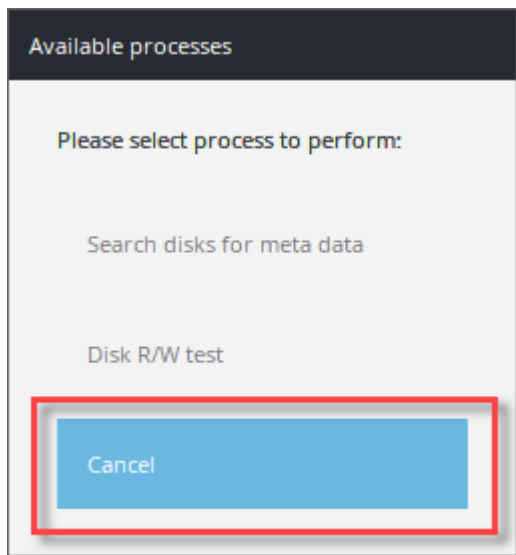 Available processes
Please select process to perform:
Search disks for meta data
Disk R/W test
Cancel